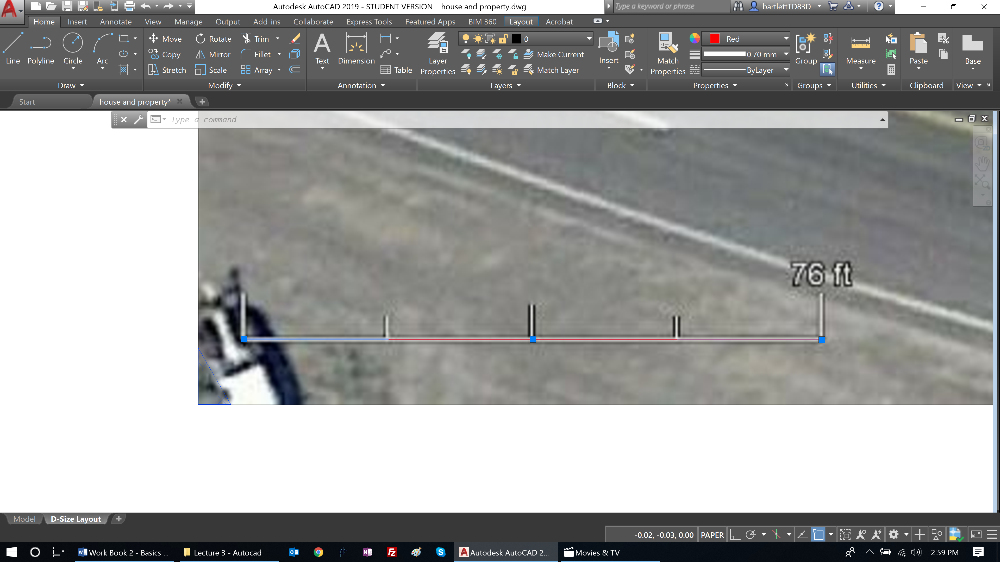 Autodesk AutoCAD 2019 - STUDENT VERSION house and property.dwg
Type a keyword or phrase
bartlettTD83D
Home Insert Annotate View Manage Output Add-ins Collaborate Express Tools Featured Apps BIM 360 Layout Acrobat
Line Polyline Circle Arc
Move Rotate Trim
Copy Mirror Fillet
Stretch Scale Array
Text Dimension Table
Layer Properties
0
Make Current
Match Layer
Insert
Match Properties
Red
0.70 mm
ByLayer
Group
Measure
Paste
Base
Draw Modify Annotation Layers Block Properties Groups Utilities Clipboard View
Start house and property*
Type a command
2D
76 ft
Y
X
Model D-Size Layout
-0.02, -0.03, 0.00 PAPER
Work Book 2 - Basics ... Lecture 3 - Autocad Autodesk AutoCAD 2... Movies & TV 2:59 PM